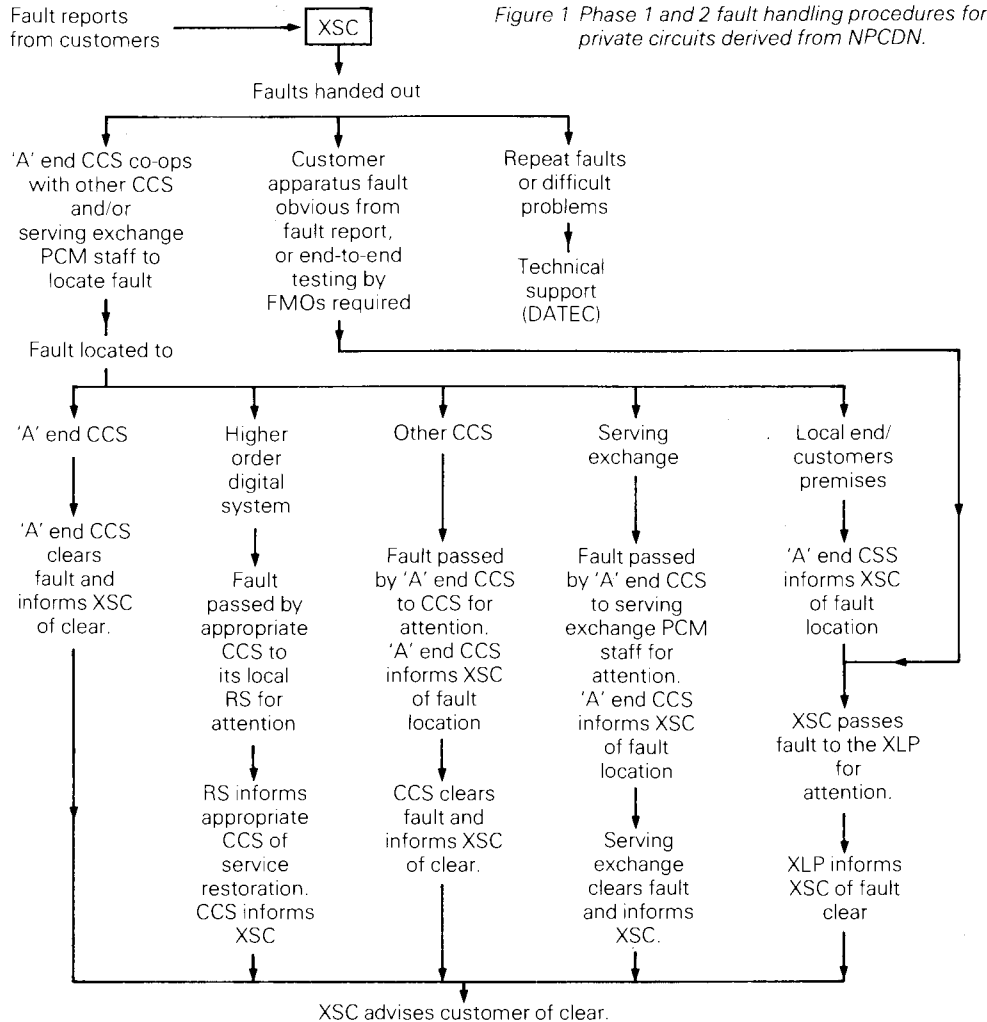 Fault reports
from customers
XSC
Figure 1 Phase 1 and 2 fault handling procedures for
private circuits derived from NPCDN.
Faults handed out
'A' end CCS co-ops
with other CCS
and/or
serving exchange
PCM staff to
locate fault
Customer
apparatus fault
obvious from
fault report,
or end-to-end
testing by
FMOs required
Repeat faults
or difficult
problems
Technical
support
(DATEC)
Fault located to
'A' end CCS
'A' end CCS
clears
fault and
informs XSC
of clear.
Higher
order
digital
system
Fault
passed by
appropriate
CCS to
its local
RS for
attention
RS informs
appropriate
CCS of
service
restoration.
CCS informs
XSC
Other CCS
Fault passed
by 'A' end CCS
to CCS for
attention.
'A' end CCS
informs XSC
of fault
location
CCS clears
fault and
informs XSC
of clear.
Serving
exchange
Fault passed
by 'A' end CCS
to serving
exchange PCM
staff for
attention.
'A' end CCS
informs XSC
of fault
location
Serving
exchange
clears fault
and informs
XSC.
Local end/
customers
premises
'A' end CSS
informs XSC
of fault
location
XSC passes
fault to the XLP
for
attention.
XLP informs
XSC of fault
clear
XSC advises customer of clear.